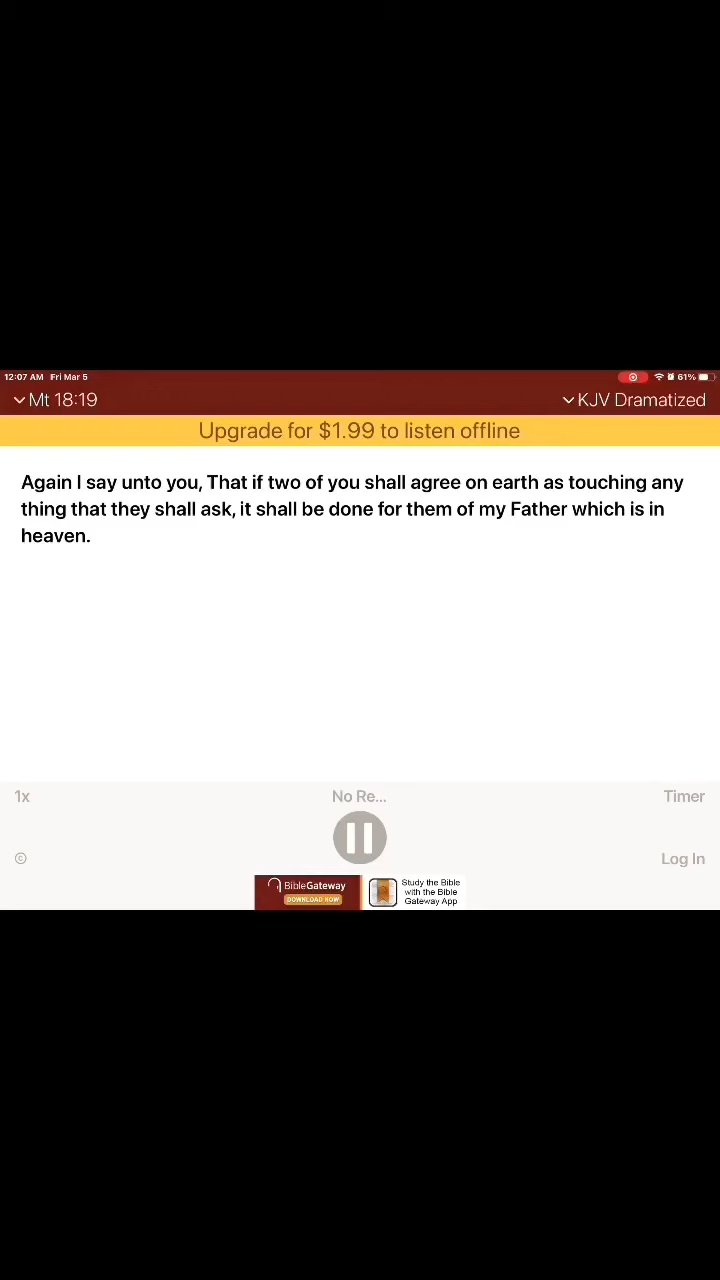 12:07 AM Fri Mar 5 61%
Mt 18:19 KJV Dramatized
Upgrade for $1.99 to listen offline
Again I say unto you, That if two of you shall agree on earth as touching any
thing that they shall ask, it shall be done for them of my Father which is in
heaven.
1x No Re... Timer
© Log In
BibleGateway
DOWNLOAD NOW
Study the Bible
with the Bible
Gateway App